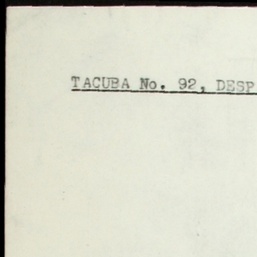 TACUBA No. 92, DESP